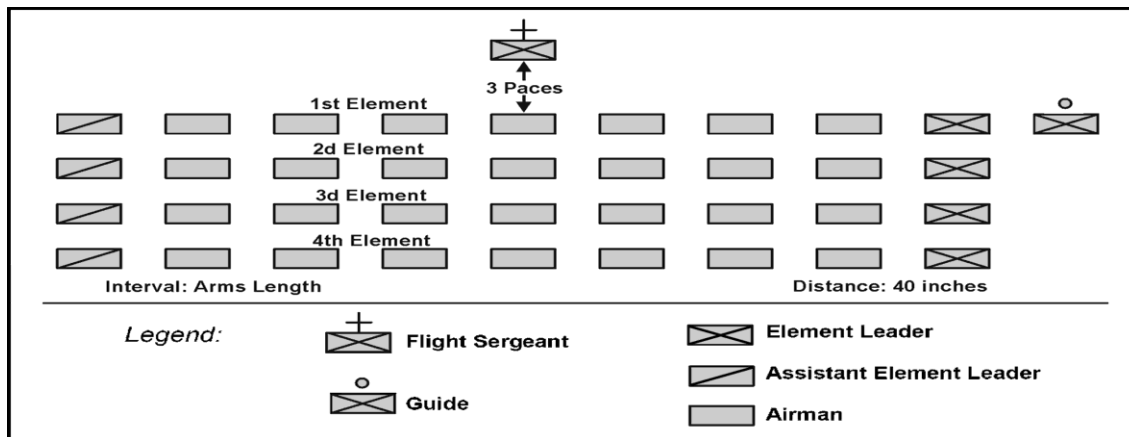 3 Paces
1st Element
2d Element
3d Element
4th Element
Interval: Arms Length
Distance: 40 inches
Legend:
Flight Sergeant
Guide
Element Leader
Assistant Element Leader
Airman